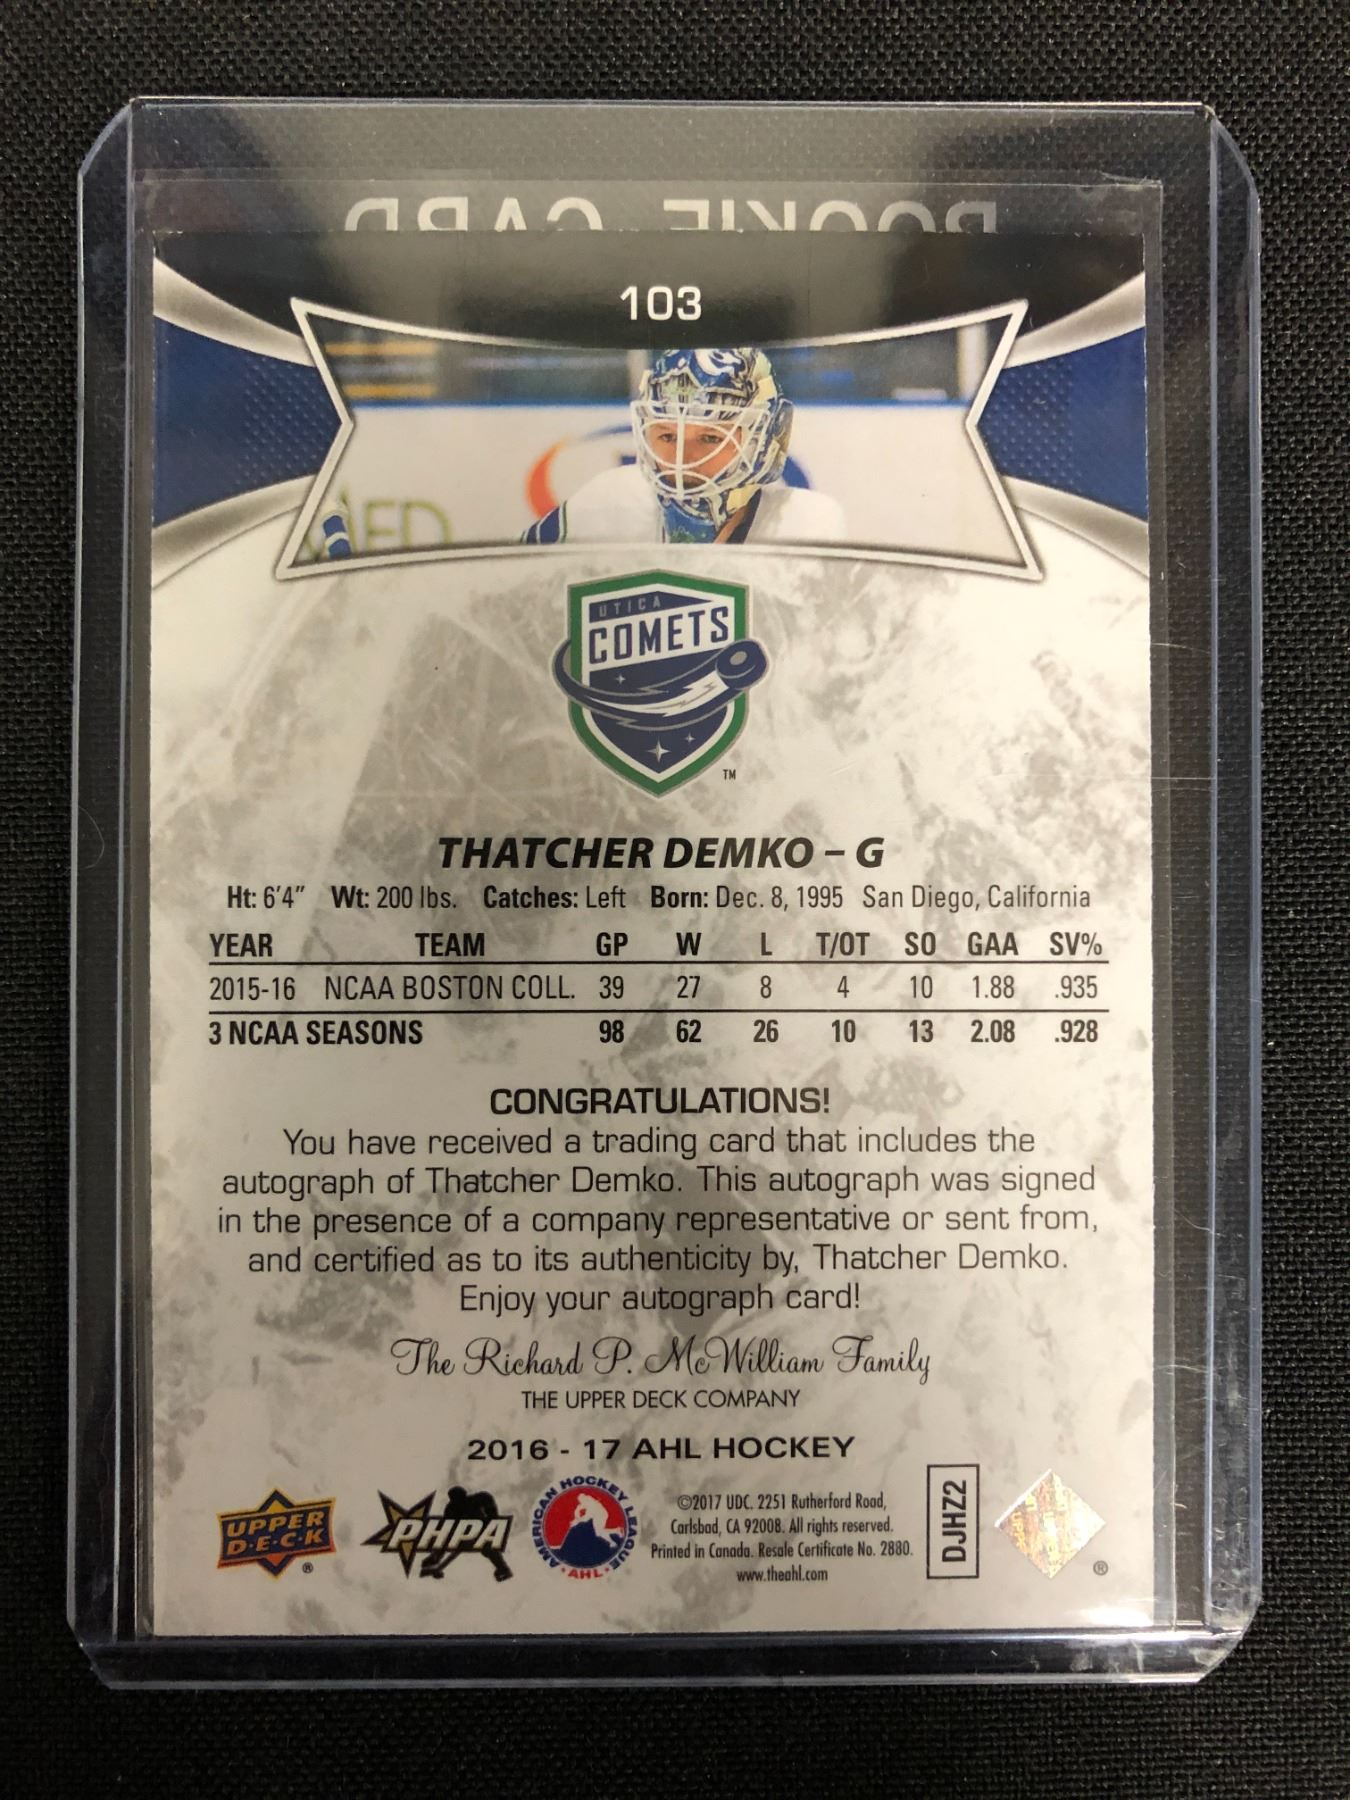 ROOKIE CARD
103
MED
UTICA
COMETS
TM
THATCHER DEMKO – G
Ht: 6'4" Wt: 200 lbs. Catches: Left Born: Dec. 8, 1995 San Diego, California
YEAR TEAM GP W L T/OT SO GAA SV%
2015-16 NCAA BOSTON COLL. 39 27 8 4 10 1.88 .935
3 NCAA SEASONS 98 62 26 10 13 2.08 .928
CONGRATULATIONS!
You have received a trading card that includes the
autograph of Thatcher Demko. This autograph was signed
in the presence of a company representative or sent from,
and certified as to its authenticity by, Thatcher Demko.
Enjoy your autograph card!
The Richard P. McWilliam Family
THE UPPER DECK COMPANY
2016 - 17 AHL HOCKEY
UPPER
D·E·C·K
®
PHPA
AMERICAN HOCKEY LEAGUE
·AHL·
©2017 UDC. 2251 Rutherford Road,
Carlsbad, CA 92008. All rights reserved.
Printed in Canada. Resale Certificate No. 2880.
www.theahl.com
DJHZ2
®